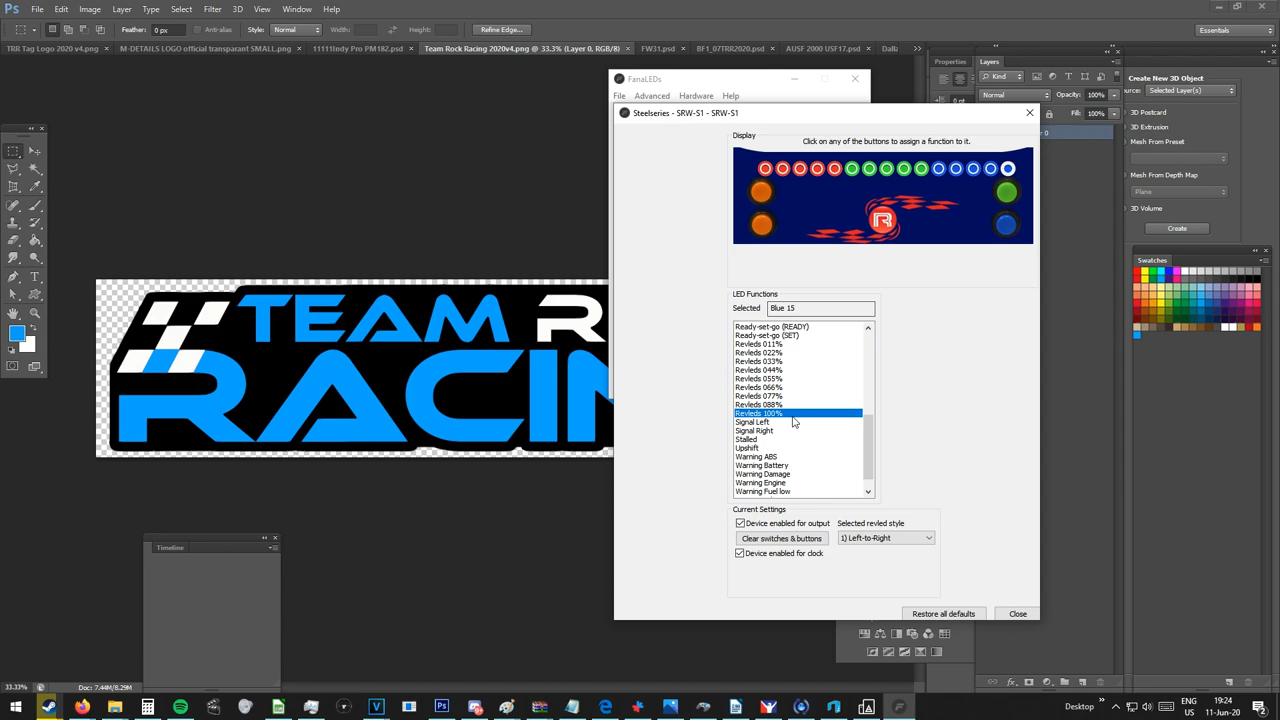 Ps File Edit Image Layer Type Select Filter 3D View Window Help
Feather: 0 px Anti-alias Style: Normal Width: Height: Refine Edge... Essentials
TRR Tag Logo 2020 v4.png × M-DETAILS LOGO official transparant SMALL.png × 11111Indy Pro PM182.psd × Team Rock Racing 2020v4.png @ 33.3% (Layer 0, RGB/8) × FW31.psd × BF1_07TRR2020.psd × AUSF 2000 USF17.psd × Dalla
FanaLEDs
File Advanced Hardware Help
Steelseries - SRW-S1 - SRW-S1
Display
Click on any of the buttons to assign a function to it.
R
LED Functions
Selected Blue 15
Ready-set-go (READY)
Ready-set-go (SET)
Revleds 011%
Revleds 022%
Revleds 033%
Revleds 044%
Revleds 055%
Revleds 066%
Revleds 077%
Revleds 088%
Revleds 100%
Signal Left
Signal Right
Stalled
Upshift
Warning ABS
Warning Battery
Warning Damage
Warning Engine
Warning Fuel low
Current Settings
Device enabled for output
Selected revled style
Clear switches & buttons
1) Left-to-Right
Device enabled for clock
Restore all defaults
Close
TEAM R
RACIN
Timeline
Properties
Layers
Kind
Normal
Opacity: 100%
Fill: 100%
Create New 3D Object
Source: Selected Layer(s)
3D Postcard
3D Extrusion
Mesh From Preset
Mesh From Depth Map
Plane
3D Volume
Create
Swatches
33.33%
Doc: 7.44M/8.29M
Desktop
ENG
US
19:24
11-Jun-20